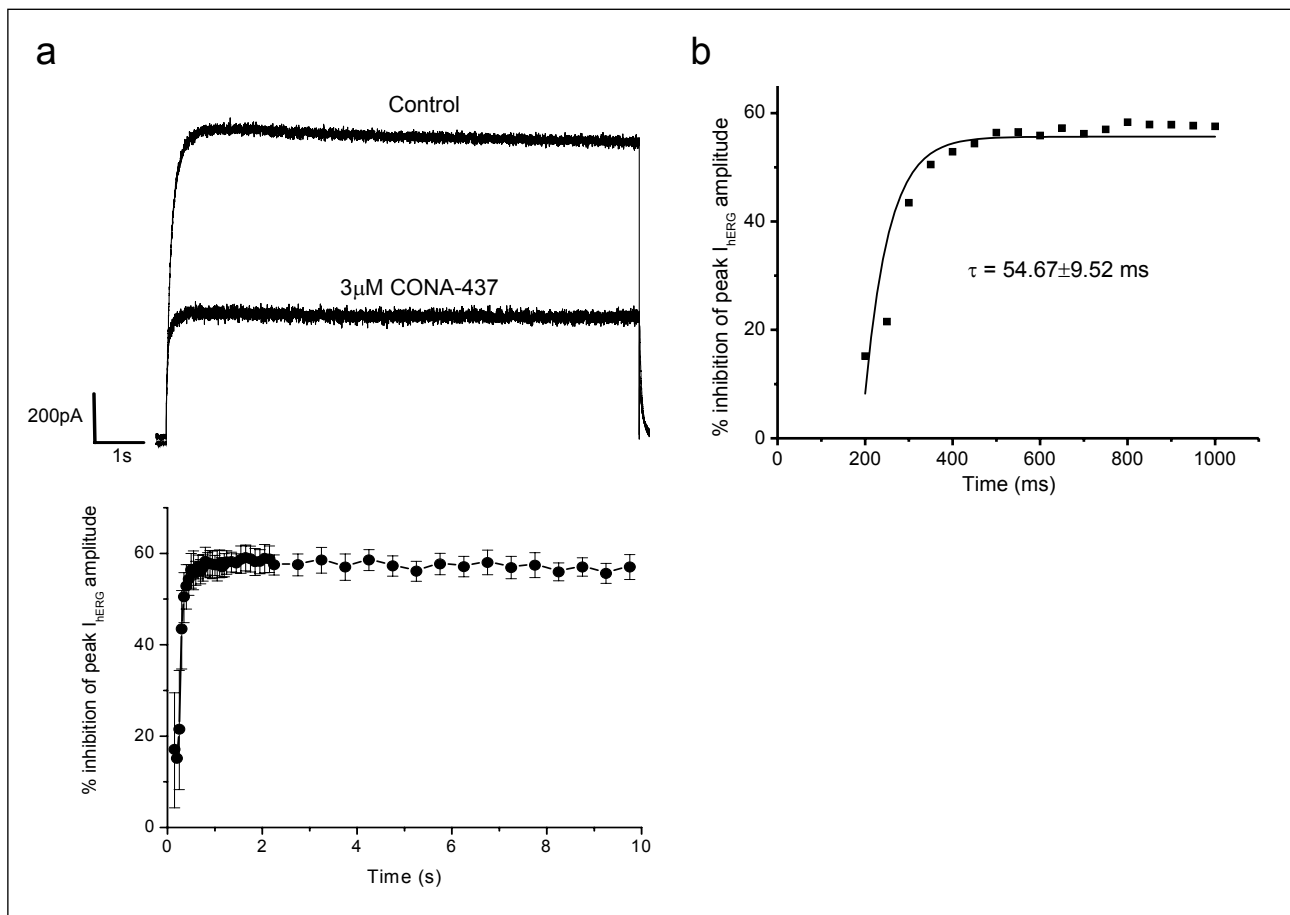 a
Control
3μM CONA-437
200pA
1s
% inhibition of peak IhERG amplitude
60
40
20
0
0 2 4 6 8 10
Time (s)
b
% inhibition of peak IhERG amplitude
60
40
20
0
τ = 54.67±9.52 ms
0 200 400 600 800 1000
Time (ms)